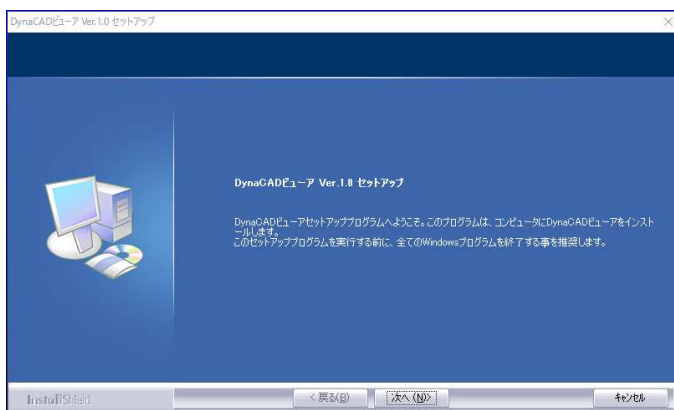 DynaCADビューア Ver.1.0 セットアップ
DynaCADビューア Ver.1.0 セットアップ
DynaCADビューアセットアッププログラムへようこそ。このプログラムは、コンピュータにDynaCADビューアをインスト
ールします。
このセットアッププログラムを実行する前に、全てのWindowsプログラムを終了する事を推奨します。
InstallShield
< 戻る(B)
次へ (N)>
キャンセル